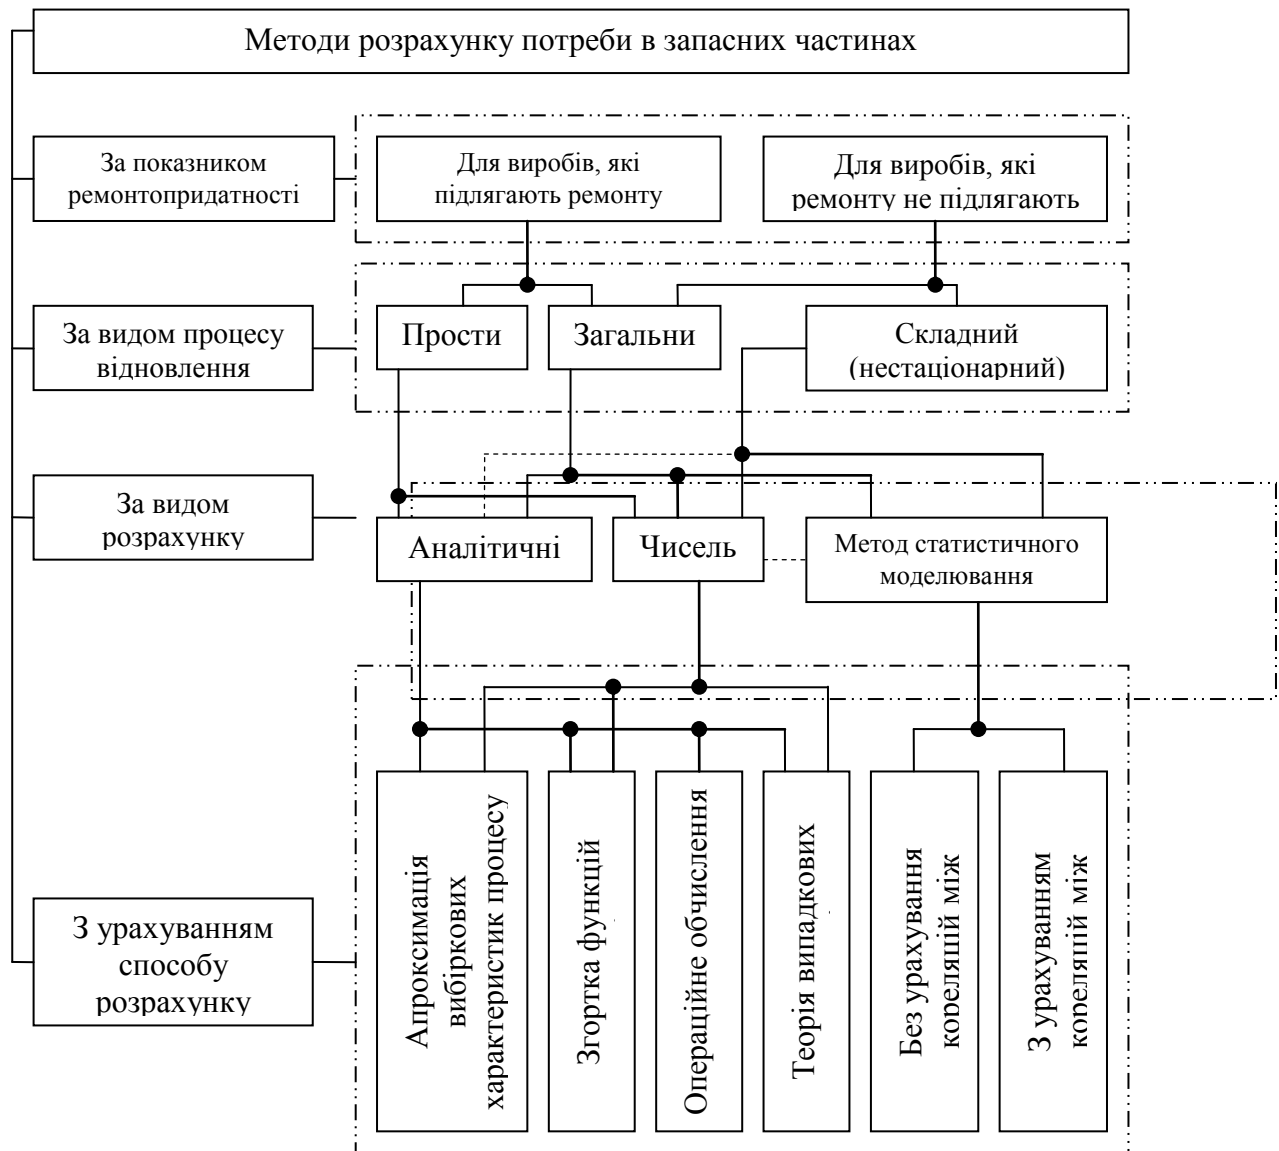 Методи розрахунку потреби в запасних частинах
За показником
ремонтопридатності
Для виробів, які
підлягають ремонту
Для виробів, які
ремонту не підлягають
За видом процесу
відновлення
Прости
Загальни
Складний
(нестаціонарний)
За видом
розрахунку
Аналітичні
Чисель
Метод статистичного
моделювання
З урахуванням
способу
розрахунку
Апроксимація
вибіркових
характеристик процесу
Згортка функцій
Операційне обчислення
Теорія випадкових
Без урахування
кореляцій між
З урахуванням
кореляцій між